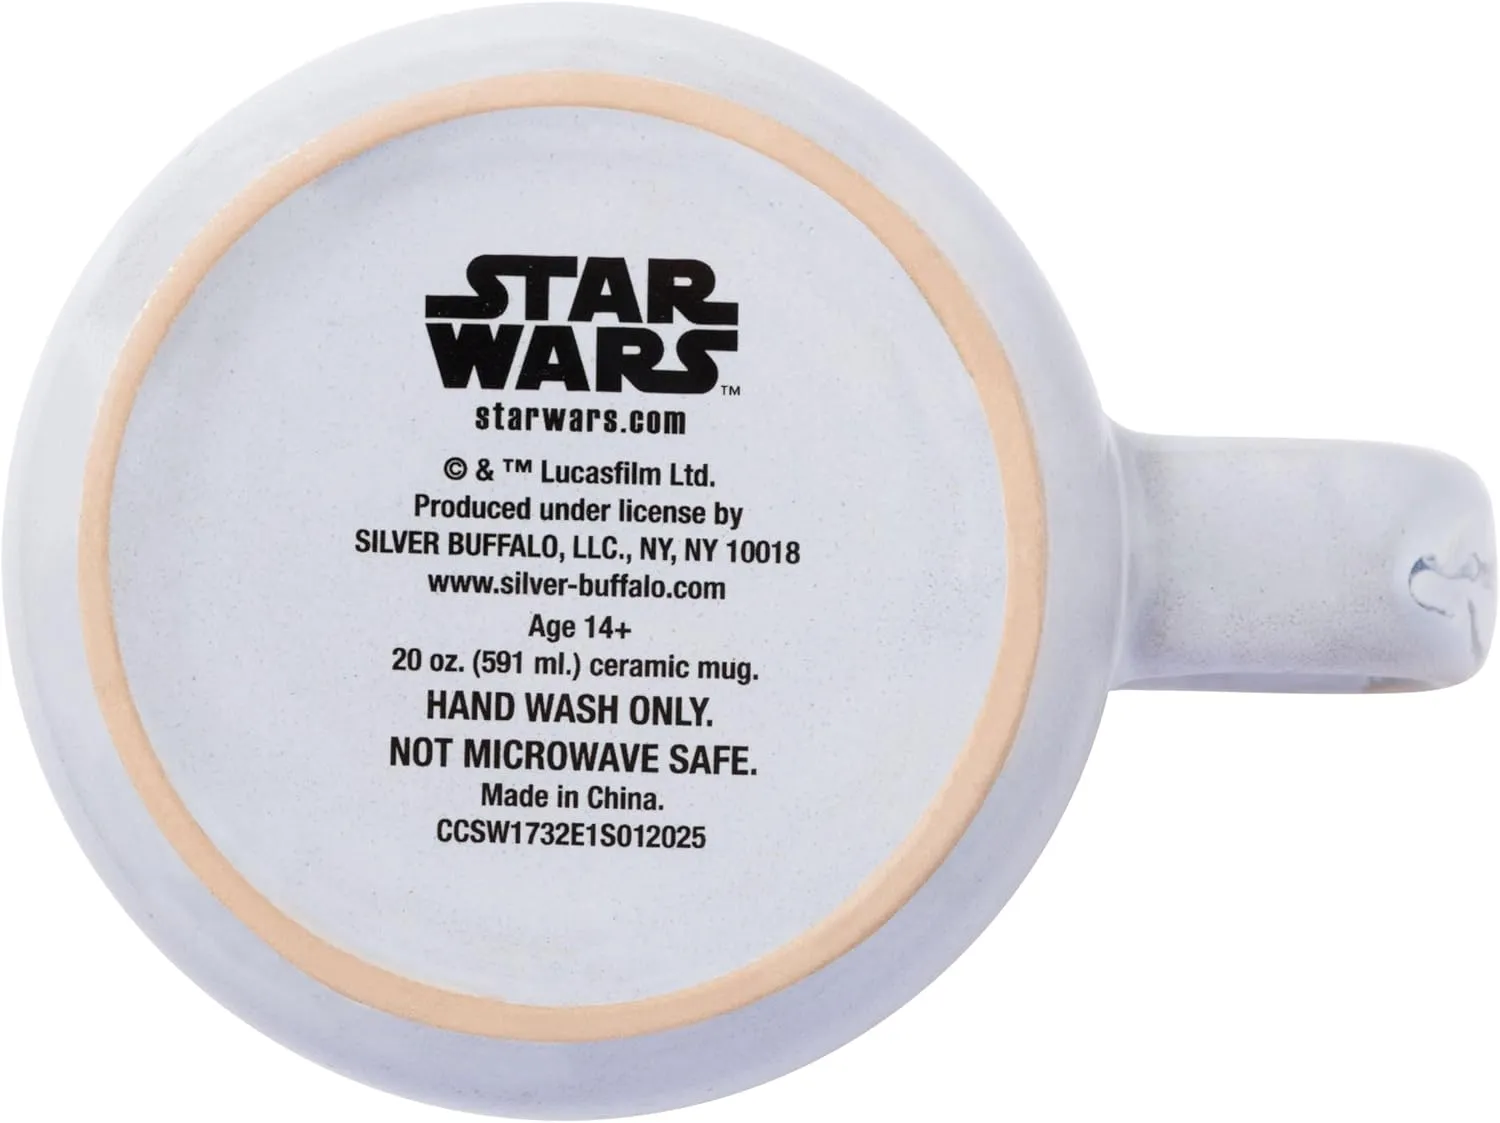 STAR
WARS™
starwars.com
© & ™ Lucasfilm Ltd.
Produced under license by
SILVER BUFFALO, LLC., NY, NY 10018
www.silver-buffalo.com
Age 14+
20 oz. (591 ml.) ceramic mug.
HAND WASH ONLY.
NOT MICROWAVE SAFE.
Made in China.
CCSW1732E1S012025